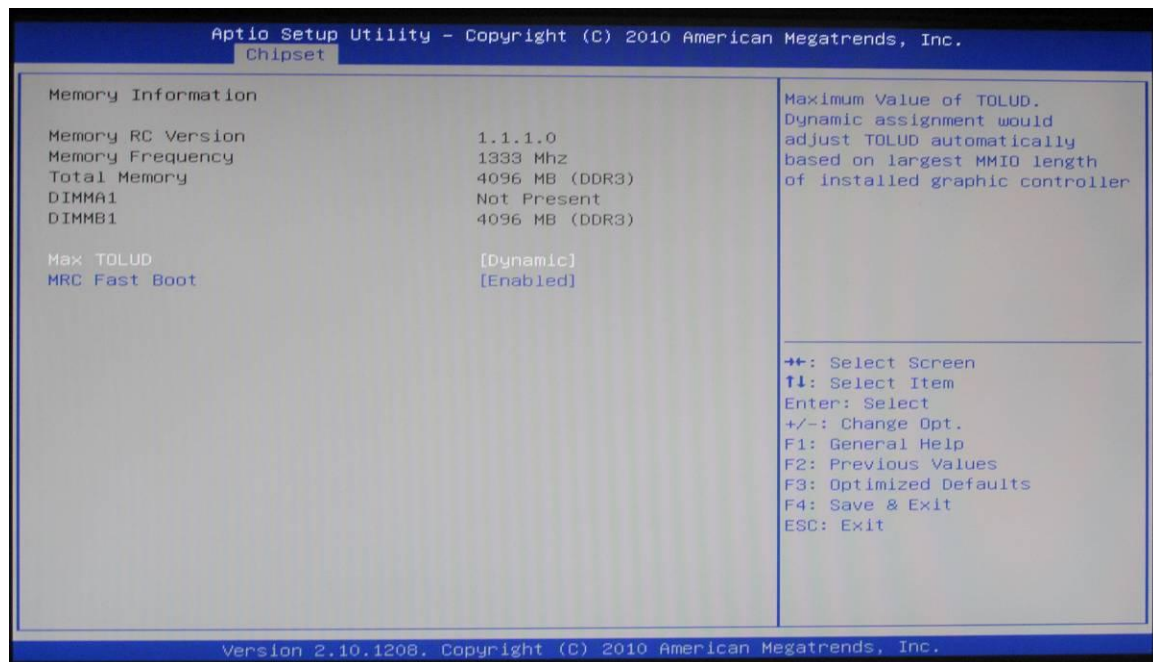 Aptio Setup Utility – Copyright (C) 2010 American Megatrends, Inc.
Chipset
Memory Information
Memory RC Version 1.1.1.0
Memory Frequency 1333 Mhz
Total Memory 4096 MB (DDR3)
DIMMA1 Not Present
DIMMB1 4096 MB (DDR3)
Max TOLUD [Dynamic]
MRC Fast Boot [Enabled]
Maximum Value of TOLUD.
Dynamic assignment would
adjust TOLUD automatically
based on largest MMIO length
of installed graphic controller
→←: Select Screen
↑↓: Select Item
Enter: Select
+/-: Change Opt.
F1: General Help
F2: Previous Values
F3: Optimized Defaults
F4: Save & Exit
ESC: Exit
Version 2.10.1208. Copyright (C) 2010 American Megatrends, Inc.